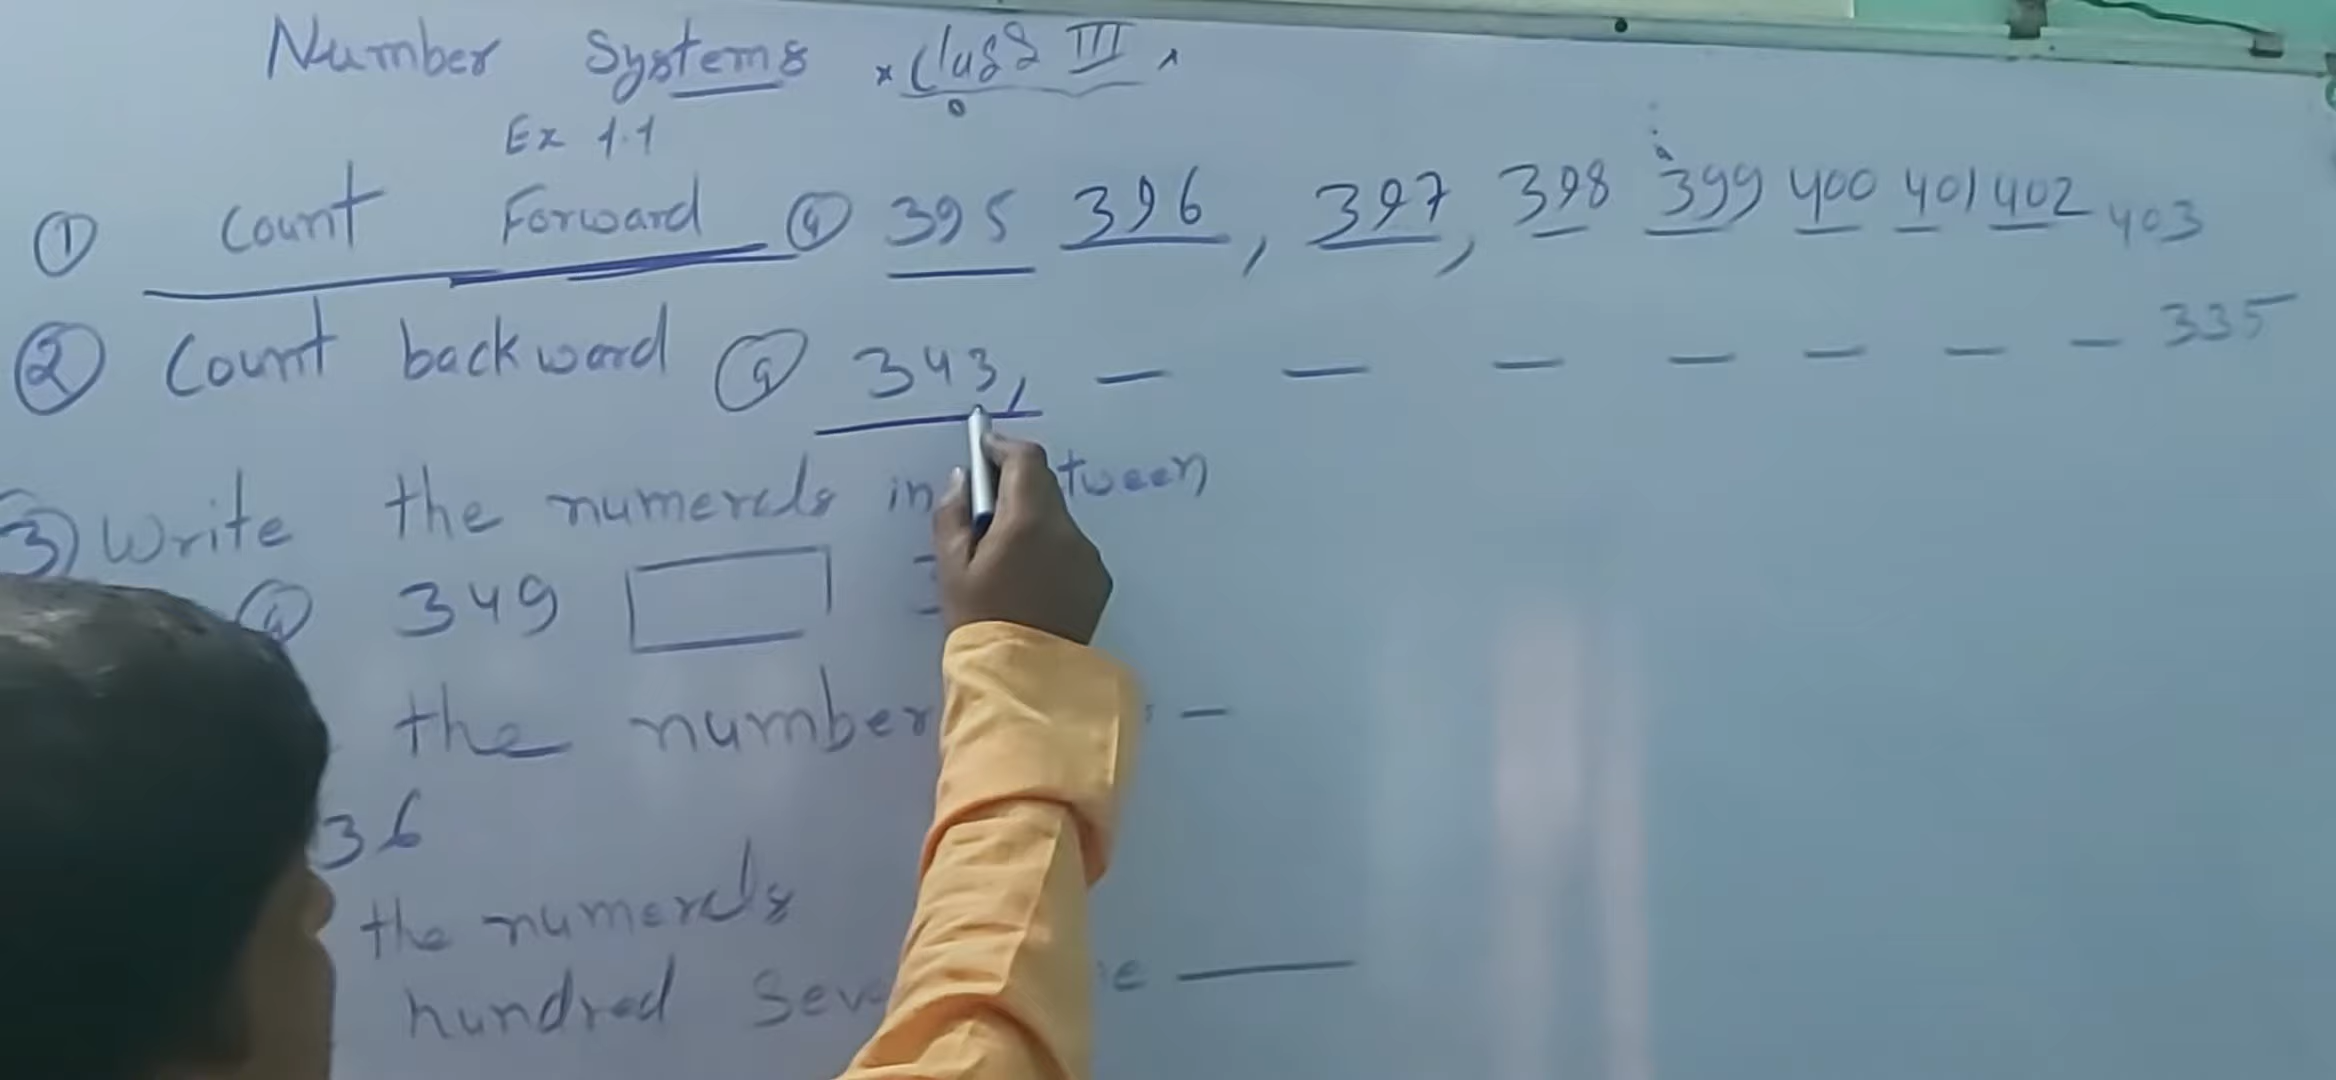 Number Systems × Class III ×
Ex 1.1
① Count Forward ⓐ 395 396, 397, 398 399 400 401 402 403
② Count backward ⓐ 343, — — — — — — — 335
③ Write the numerals in
ⓐ 349
the number —
36
the numerals
hundred